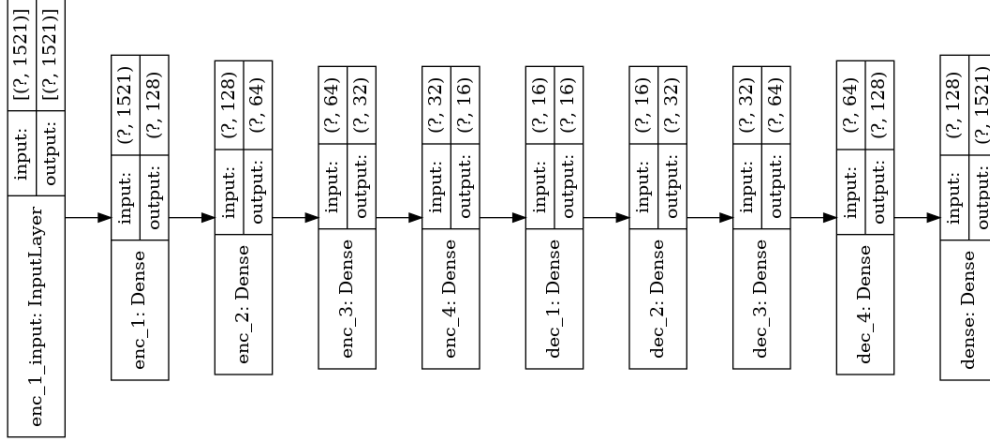 enc_1_input: InputLayer
input:
[(?, 1521)]
output:
[(?, 1521)]
enc_1: Dense
input:
(?, 1521)
output:
(?, 128)
enc_2: Dense
input:
(?, 128)
output:
(?, 64)
enc_3: Dense
input:
(?, 64)
output:
(?, 32)
enc_4: Dense
input:
(?, 32)
output:
(?, 16)
dec_1: Dense
input:
(?, 16)
output:
(?, 16)
dec_2: Dense
input:
(?, 16)
output:
(?, 32)
dec_3: Dense
input:
(?, 32)
output:
(?, 64)
dec_4: Dense
input:
(?, 64)
output:
(?, 128)
dense: Dense
input:
(?, 128)
output:
(?, 1521)